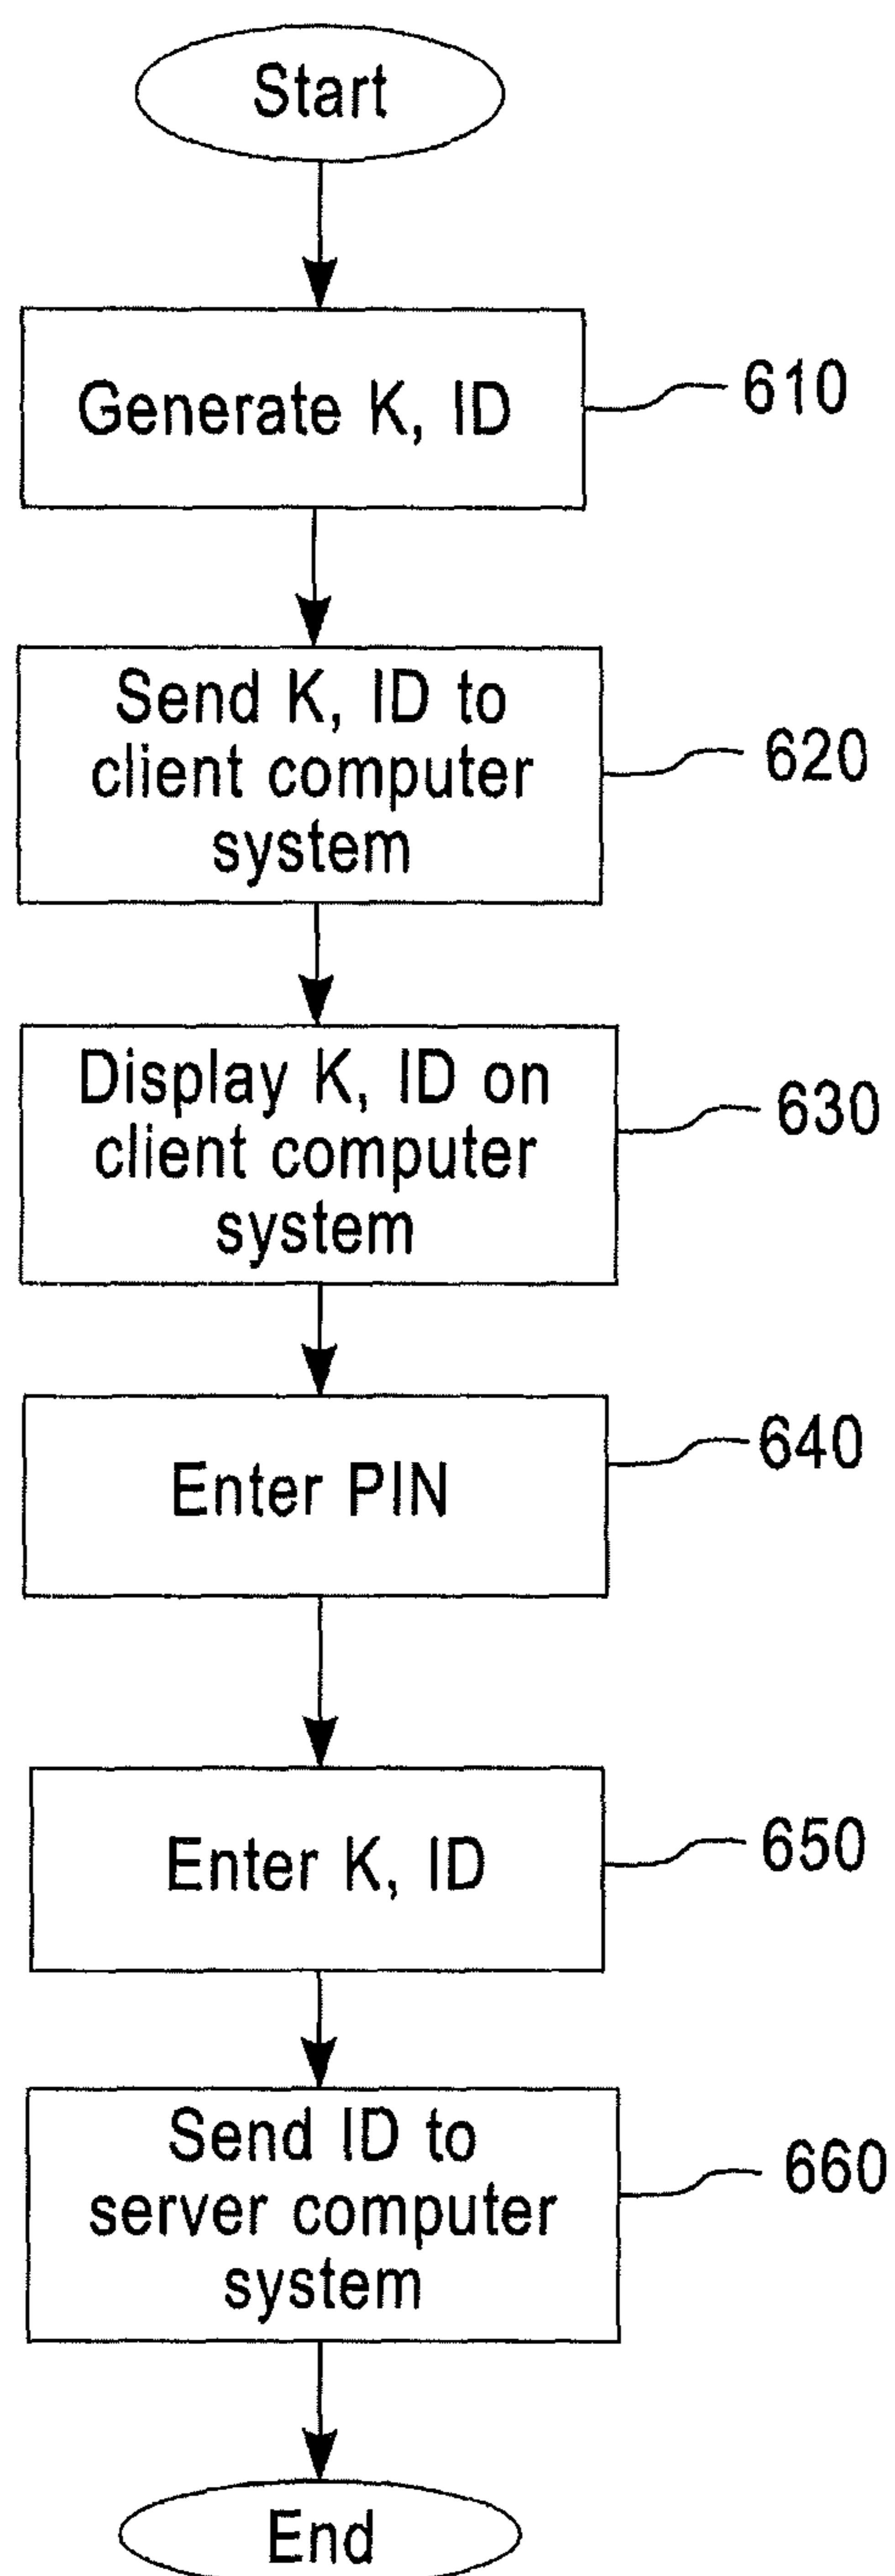 Start
Generate K, ID
610
Send K, ID to
client computer
system
620
Display K, ID on
client computer
system
630
Enter PIN
640
Enter K, ID
650
Send ID to
server computer
system
660
End